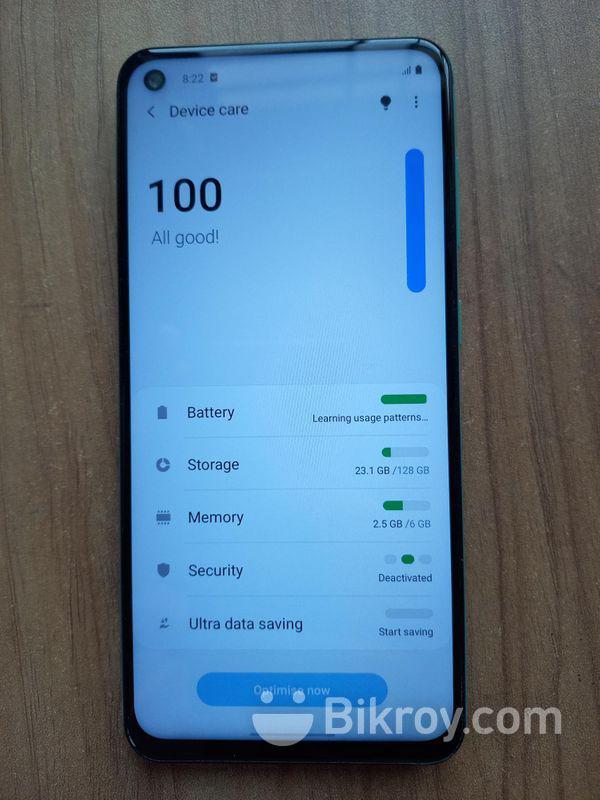 8:22
Device care
100
All good!
Battery
Learning usage patterns...
Storage
23.1 GB /128 GB
Memory
2.5 GB /6 GB
Security
Deactivated
Ultra data saving
Start saving
Optimise now
Bikroy.com